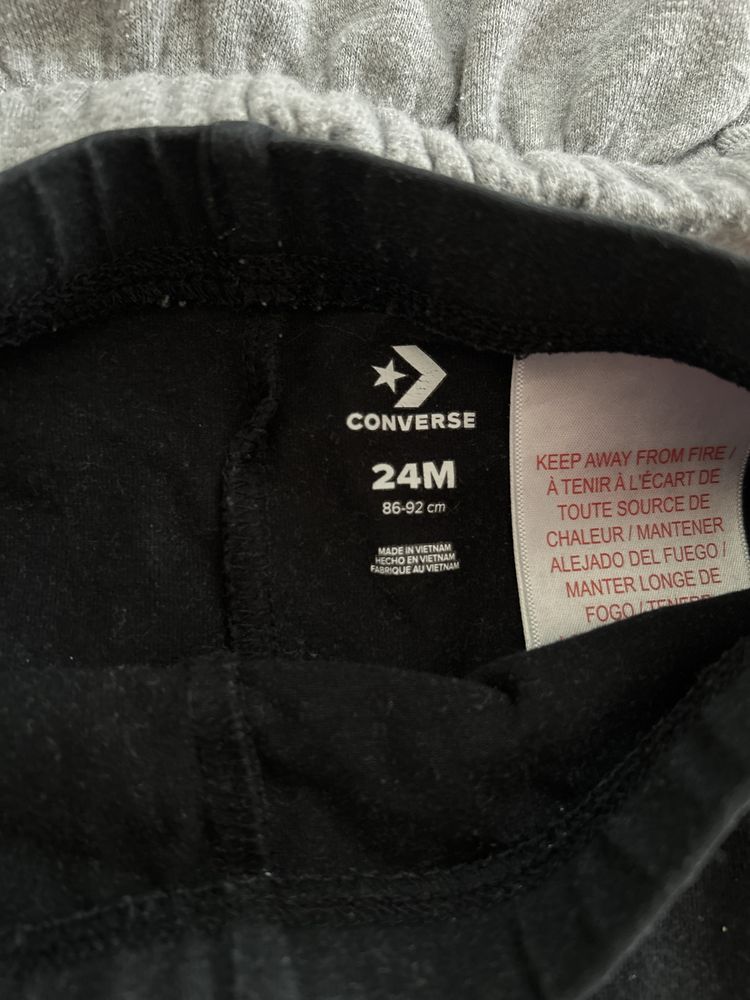 CONVERSE
24M
86-92 cm
MADE IN VIETNAM
HECHO EN VIETNAM
FABRIQUE AU VIETNAM
KEEP AWAY FROM FIRE /
À TENIR À L'ÉCART DE
TOUTE SOURCE DE
CHALEUR / MANTENER
ALEJADO DEL FUEGO /
MANTER LONGE DE
FOGO /